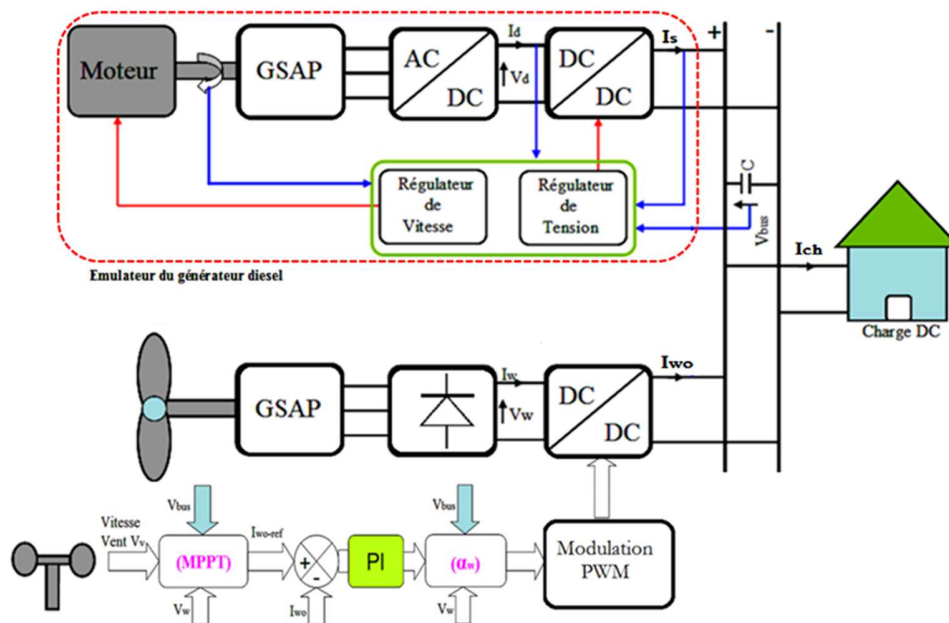 Moteur
GSAP
AC
DC
Id
Vd
DC
DC
Is
+
-
Régulateur
de
Vitesse
Régulateur
de
Tension
C
Vbus
Ich
Emulateur du générateur diesel
Charge DC
GSAP
Iw
Vw
DC
DC
Iwo
Vbus
Vbus
Vitesse
Vent Vv
(MPPT)
Iwo-ref
+
-
PI
(αw)
Modulation
PWM
Vw
Iwo
Vw